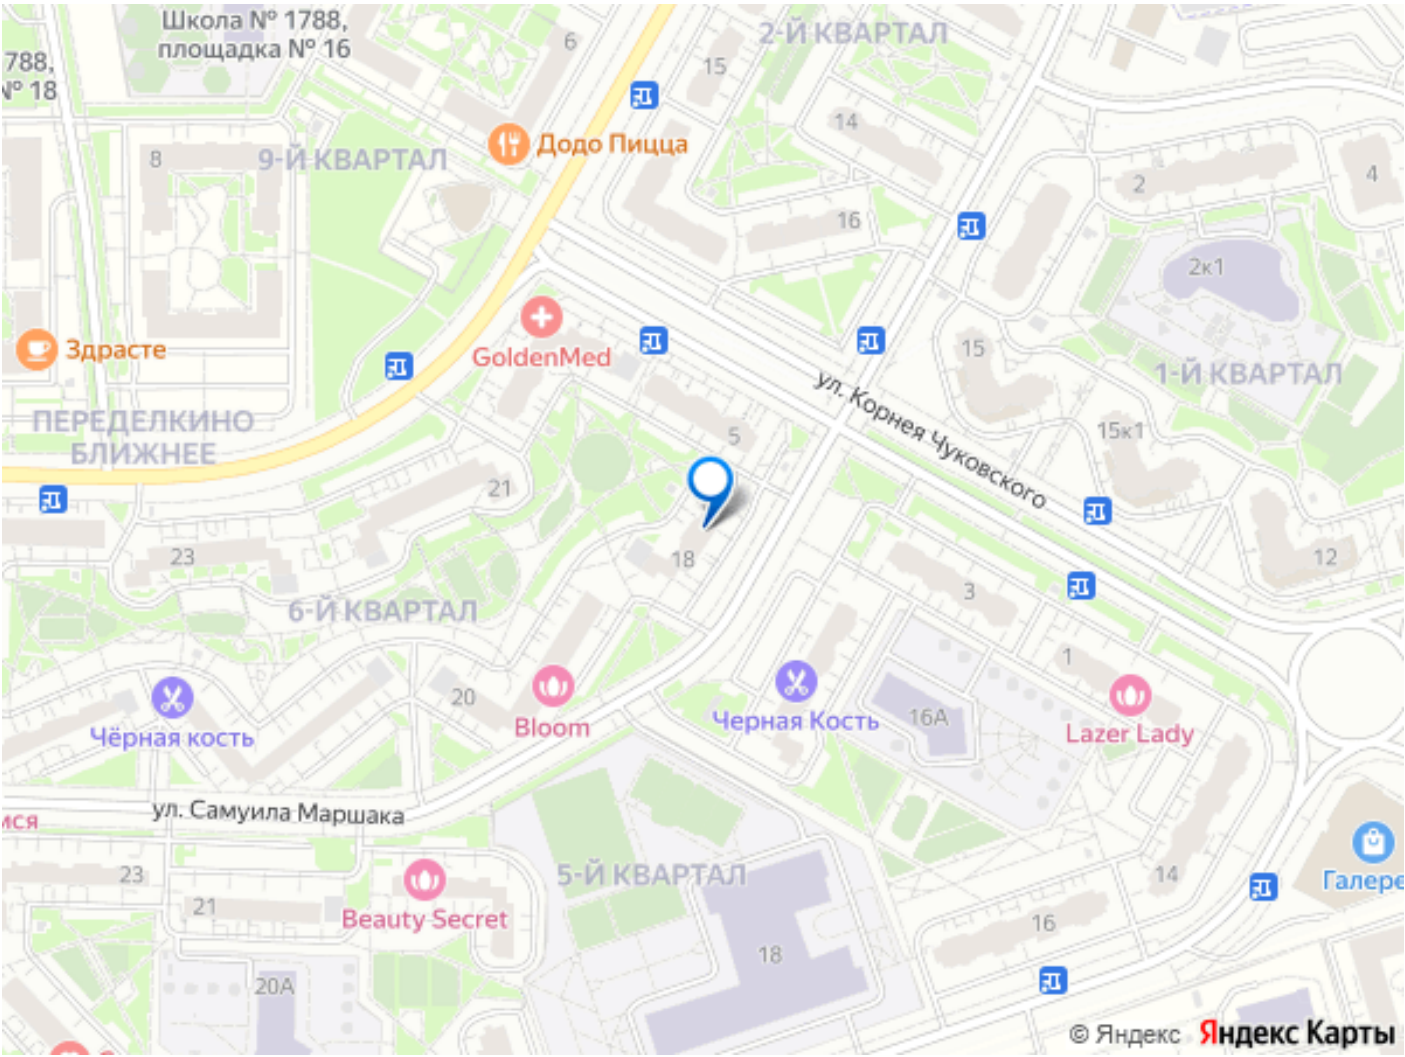 Школа № 1788,
площадка № 16
2-Й КВАРТАЛ
6
15
1788,
№ 18
14
Додо Пицца
8
9-Й КВАРТАЛ
2
4
16
2к1
GoldenMed
Здрасте
15
1-Й КВАРТАЛ
ул. Корнея Чуковского
ПЕРЕДЕЛКИНО
БЛИЖНЕЕ
5
15к1
21
23
18
12
3
6-Й КВАРТАЛ
1
20
Bloom
Черная Кость
16А
Lazer Lady
Чёрная кость
ул. Самуила Маршака
23
5-Й КВАРТАЛ
14
Галере
21
Beauty Secret
16
18
20А
© Яндекс Яндекс Карты